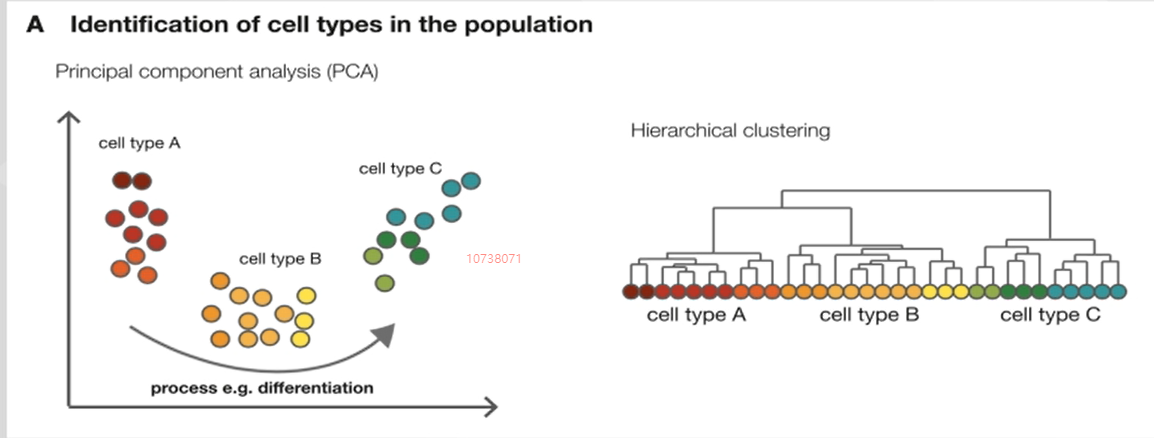 A Identification of cell types in the population
Principal component analysis (PCA)
cell type A
cell type C
cell type B
10738071
process e.g. differentiation
Hierarchical clustering
cell type A
cell type B
cell type C